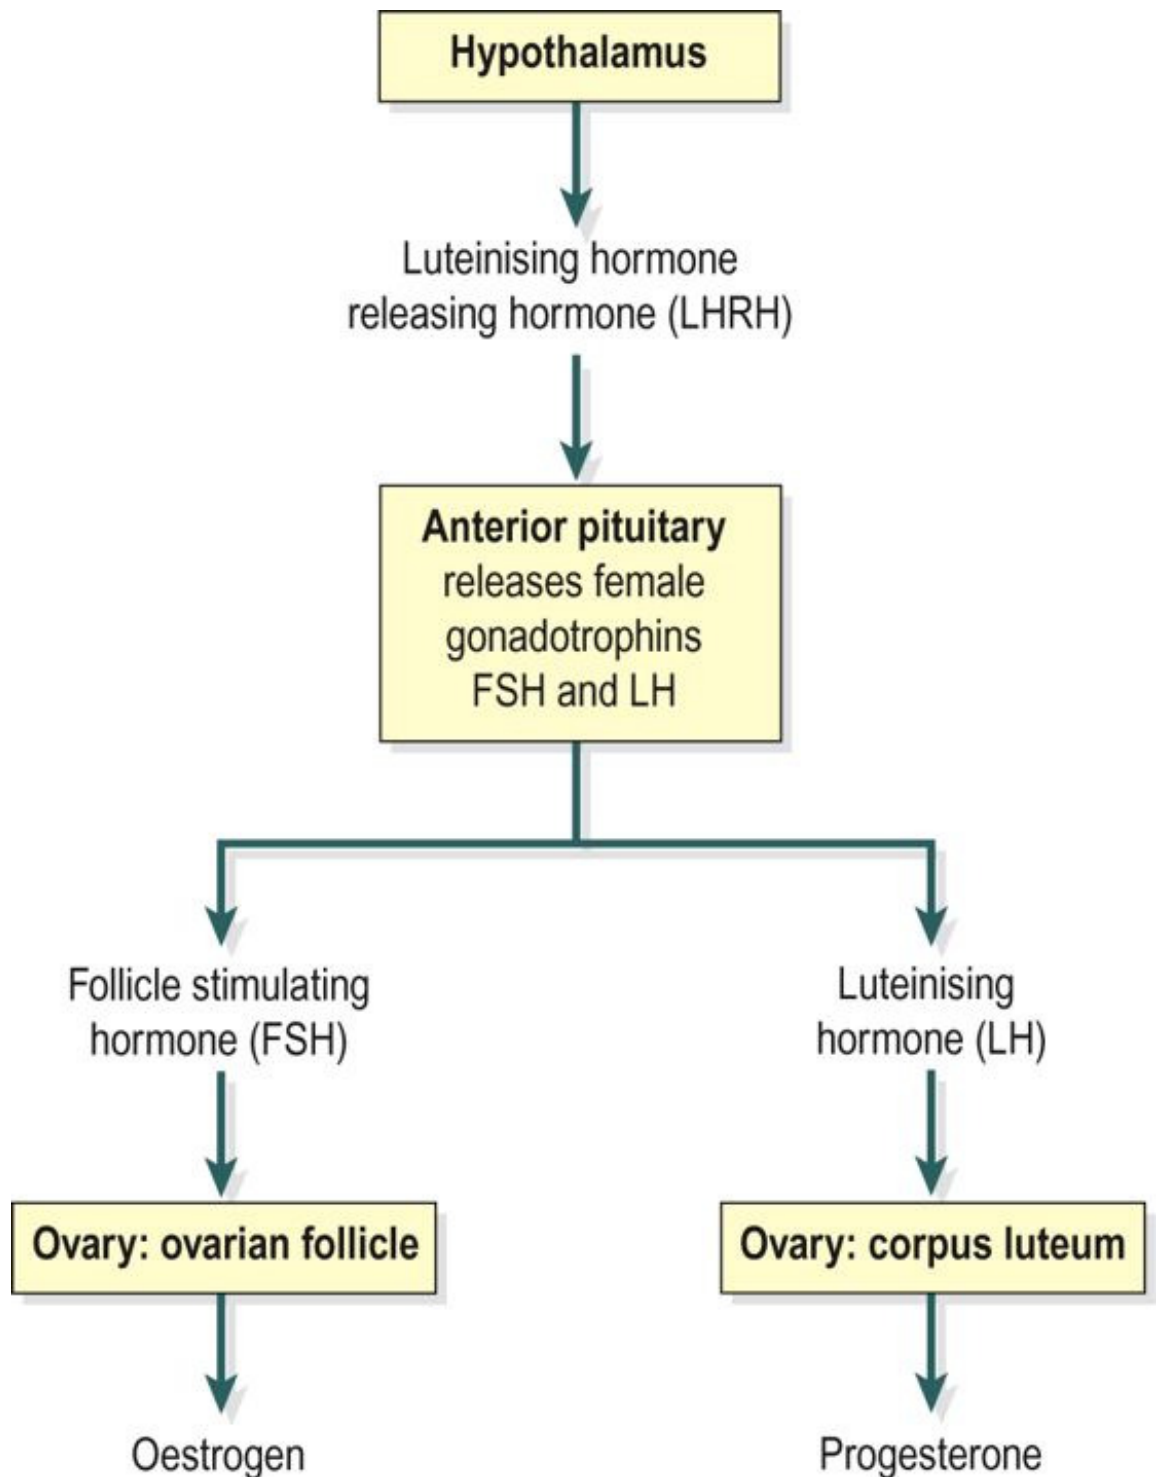 Hypothalamus
Luteinising hormone
releasing hormone (LHRH)
Anterior pituitary
releases female
gonadotrophins
FSH and LH
Follicle stimulating
hormone (FSH)
Luteinising
hormone (LH)
Ovary: ovarian follicle
Ovary: corpus luteum
Oestrogen
Progesterone